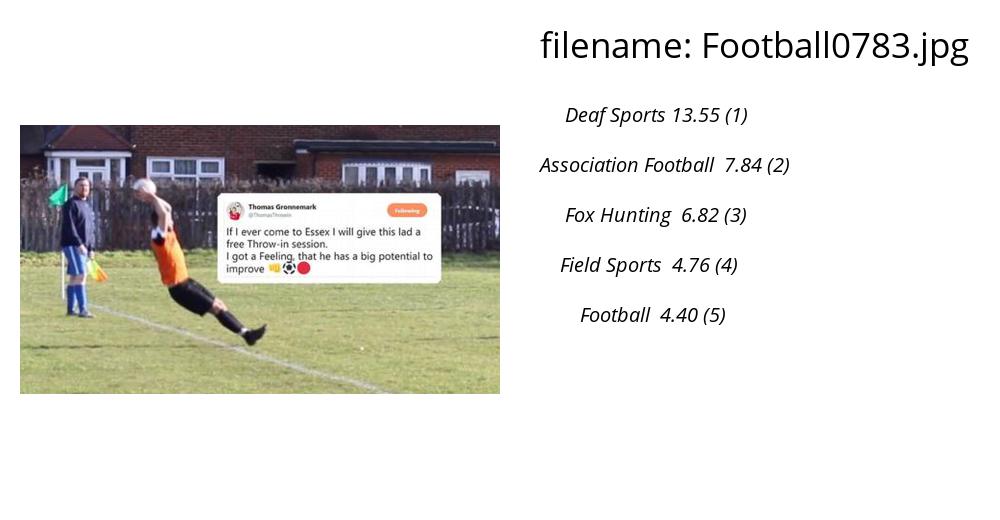 filename: Football0783.jpg
Deaf Sports 13.55 (1)
Association Football 7.84 (2)
Fox Hunting 6.82 (3)
Field Sports 4.76 (4)
Football 4.40 (5)
Thomas Gronnemark
@ThomasThrowin
Following
If I ever come to Essex I will give this lad a
free Throw-in session.
I got a Feeling, that he has a big potential to
improve 👊⚽🔴